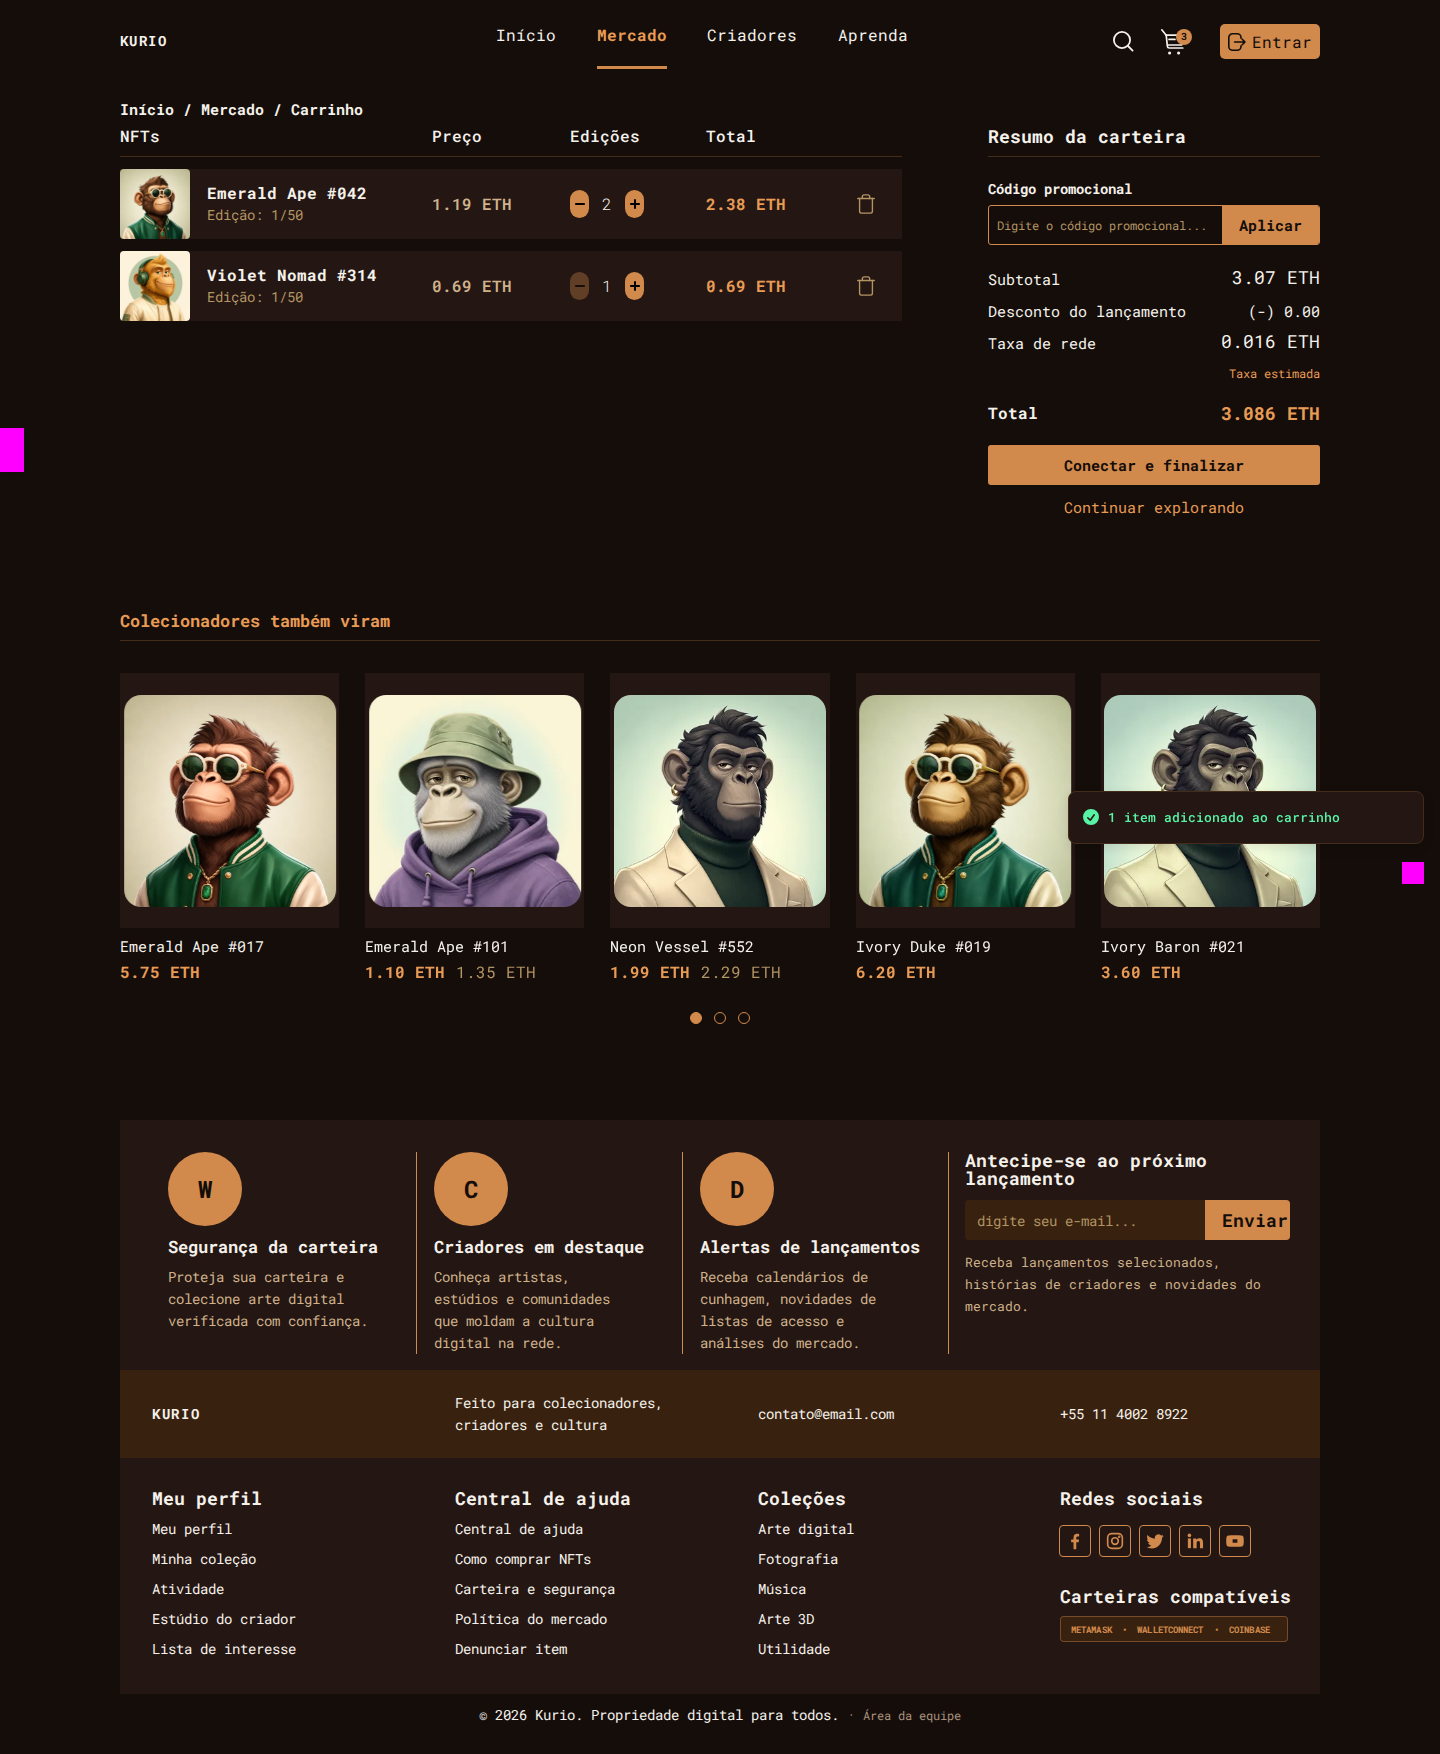 KURIO
Início
Mercado
Criadores
Aprenda
3
Entrar
Início / Mercado / Carrinho
NFTs
Preço
Edições
Total
Emerald Ape #042
Edição: 1/50
1.19 ETH
2
2.38 ETH
Violet Nomad #314
Edição: 1/50
0.69 ETH
1
0.69 ETH
Resumo da carteira
Código promocional
Digite o código promocional...
Aplicar
Subtotal
3.07 ETH
Desconto do lançamento
(-) 0.00
Taxa de rede
0.016 ETH
Taxa estimada
Total
3.086 ETH
Conectar e finalizar
Continuar explorando
Colecionadores também viram
1 item adicionado ao carrinho
Emerald Ape #017
5.75 ETH
Emerald Ape #101
1.10 ETH 1.35 ETH
Neon Vessel #552
1.99 ETH 2.29 ETH
Ivory Duke #019
6.20 ETH
Ivory Baron #021
3.60 ETH
W
Segurança da carteira
Proteja sua carteira e
colecione arte digital
verificada com confiança.
C
Criadores em destaque
Conheça artistas,
estúdios e comunidades
que moldam a cultura
digital na rede.
D
Alertas de lançamentos
Receba calendários de
cunhagem, novidades de
listas de acesso e
análises do mercado.
Antecipe-se ao próximo
lançamento
digite seu e-mail...
Enviar
Receba lançamentos selecionados,
histórias de criadores e novidades do
mercado.
KURIO
Feito para colecionadores,
criadores e cultura
contato@email.com
+55 11 4002 8922
Meu perfil
Meu perfil
Minha coleção
Atividade
Estúdio do criador
Lista de interesse
Central de ajuda
Central de ajuda
Como comprar NFTs
Carteira e segurança
Política do mercado
Denunciar item
Coleções
Arte digital
Fotografia
Música
Arte 3D
Utilidade
Redes sociais
Carteiras compatíveis
METAMASK • WALLETCONNECT • COINBASE
© 2026 Kurio. Propriedade digital para todos. · Área da equipe